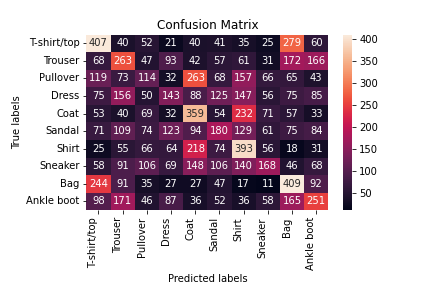 Confusion Matrix
True labels
T-shirt/top 407 40 52 21 40 41 35 25 279 60
Trouser 68 263 47 93 42 57 61 31 172 166
Pullover 119 73 114 32 263 68 157 66 65 43
Dress 75 156 50 143 88 125 147 56 75 85
Coat 53 40 69 32 359 54 232 71 57 33
Sandal 71 109 74 123 94 180 129 61 75 84
Shirt 25 55 66 64 218 74 393 56 18 31
Sneaker 58 91 106 69 148 106 140 168 46 68
Bag 244 91 35 27 27 47 17 11 409 92
Ankle boot 98 171 46 87 36 52 36 58 165 251
T-shirt/top Trouser Pullover Dress Coat Sandal Shirt Sneaker Bag Ankle boot
Predicted labels
400
350
300
250
200
150
100
50